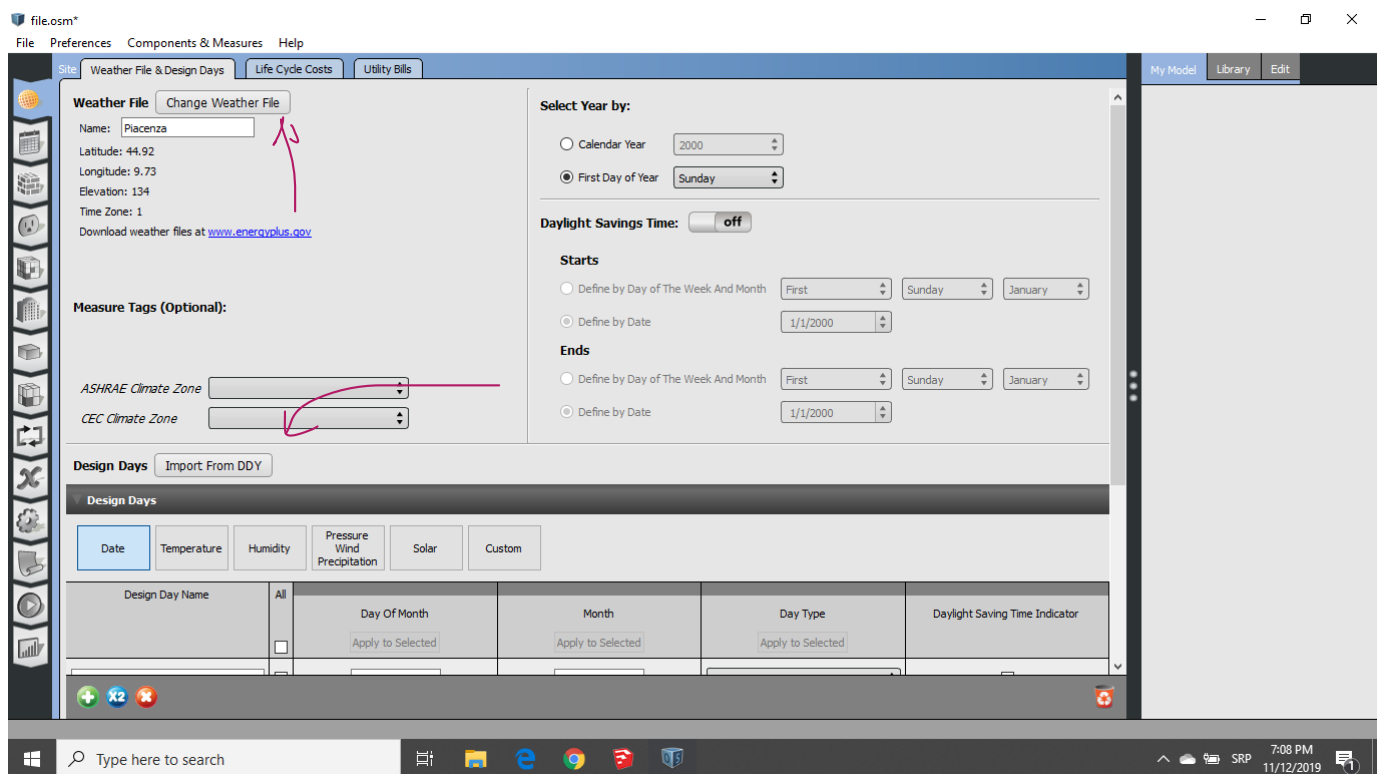 file.osm*
File Preferences Components & Measures Help
Site Weather File & Design Days Life Cycle Costs Utility Bills
My Model Library Edit
Weather File Change Weather File
Name: Piacenza
Latitude: 44.92
Longitude: 9.73
Elevation: 134
Time Zone: 1
Download weather files at www.energyplus.gov
Measure Tags (Optional):
ASHRAE Climate Zone
CEC Climate Zone
Select Year by:
Calendar Year 2000
First Day of Year Sunday
Daylight Savings Time: off
Starts
Define by Day of The Week And Month First Sunday January
Define by Date 1/1/2000
Ends
Define by Day of The Week And Month First Sunday January
Define by Date 1/1/2000
Design Days Import From DDY
Design Days
Date Temperature Humidity Pressure Wind Precipitation Solar Custom
Design Day Name All Day Of Month Month Day Type Daylight Saving Time Indicator
Apply to Selected Apply to Selected Apply to Selected
X2
Type here to search
SRP 7:08 PM
11/12/2019 1